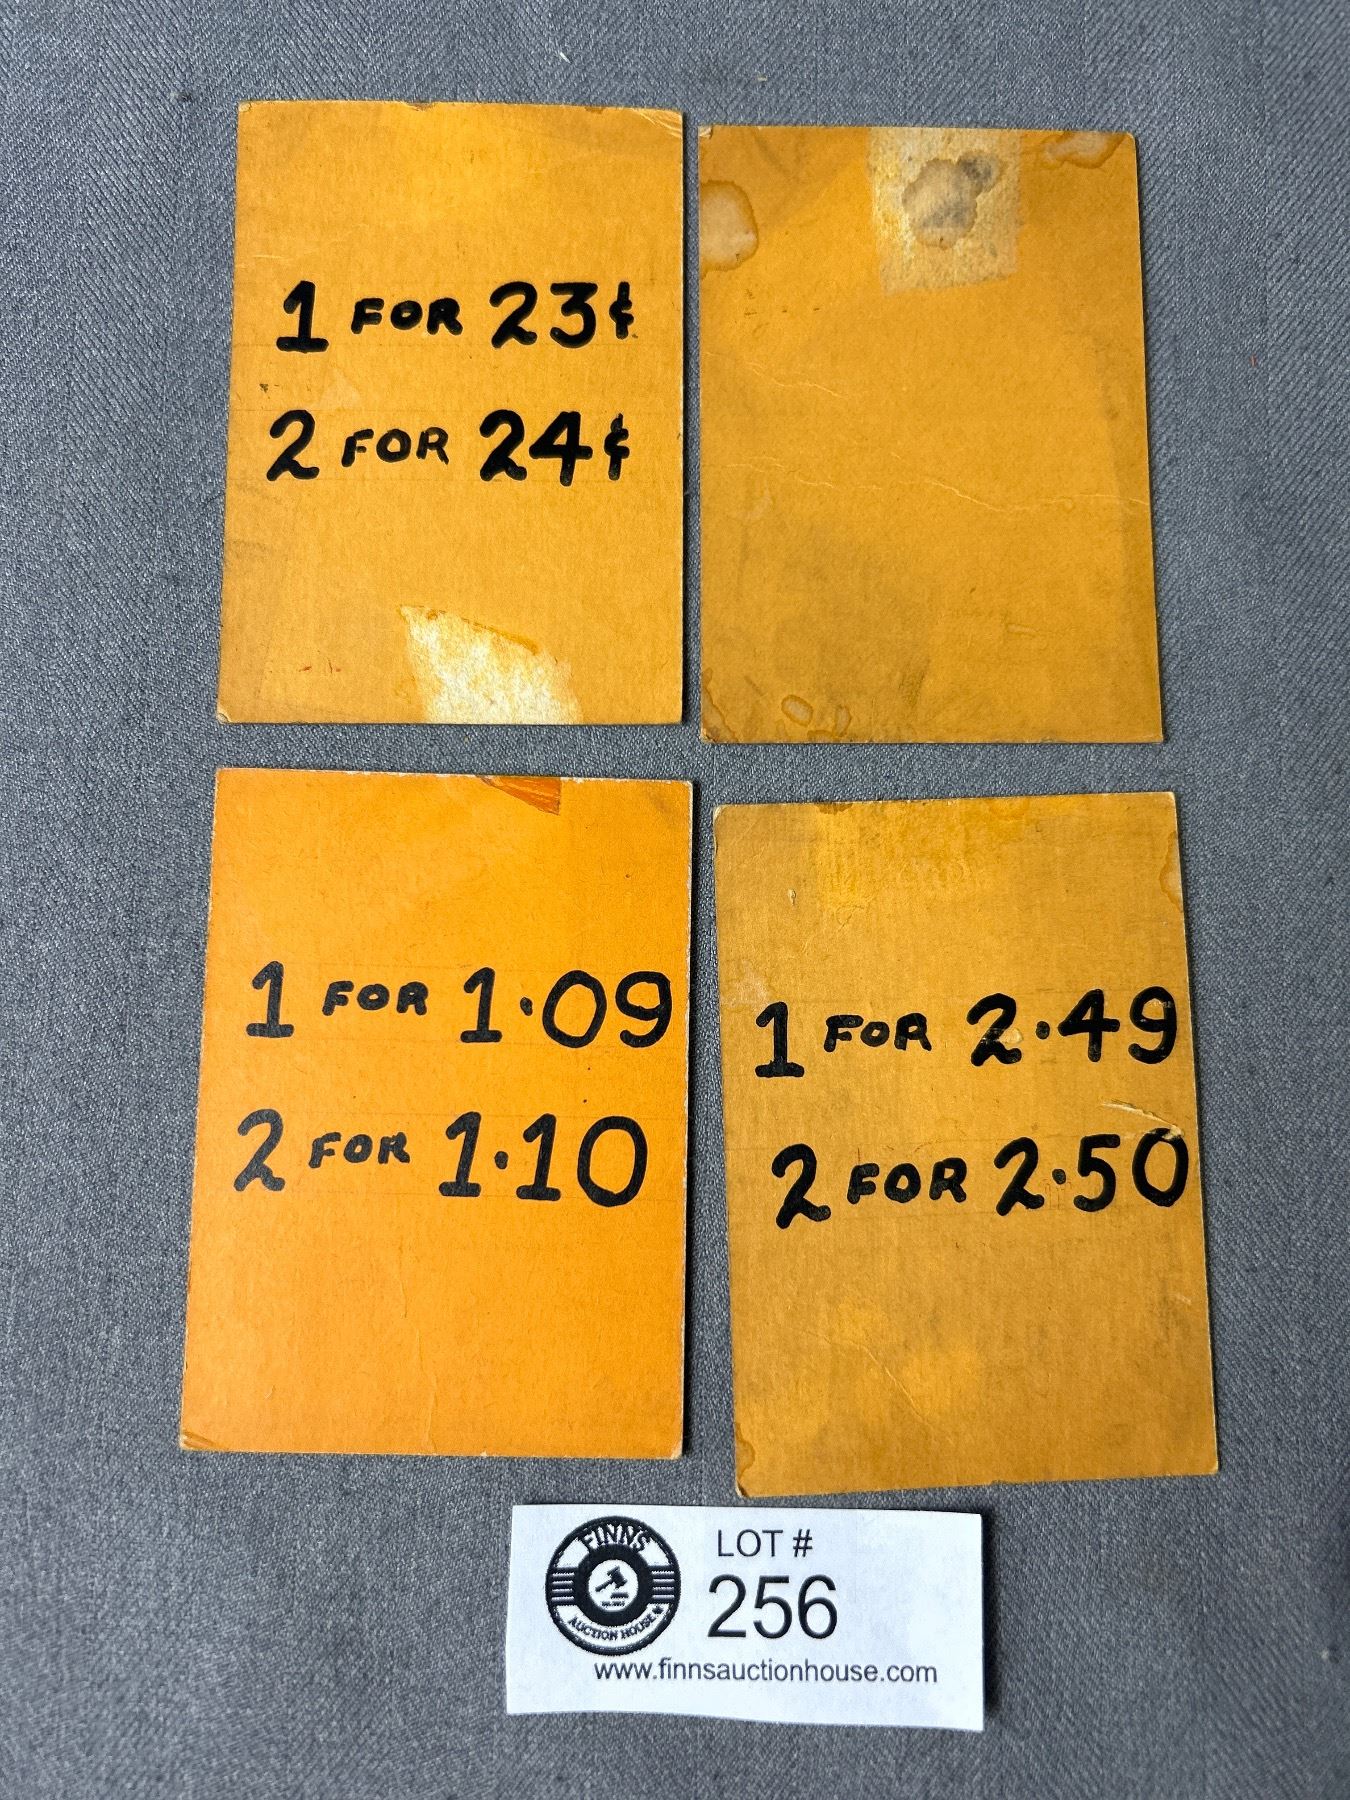 1 FOR 23¢
2 FOR 24¢
1 FOR 1.09
2 FOR 1.10
1 FOR 2.49
2 FOR 2.50
FINNS
AUCTION HOUSE
LOT #
256
www.finnsauctionhouse.com